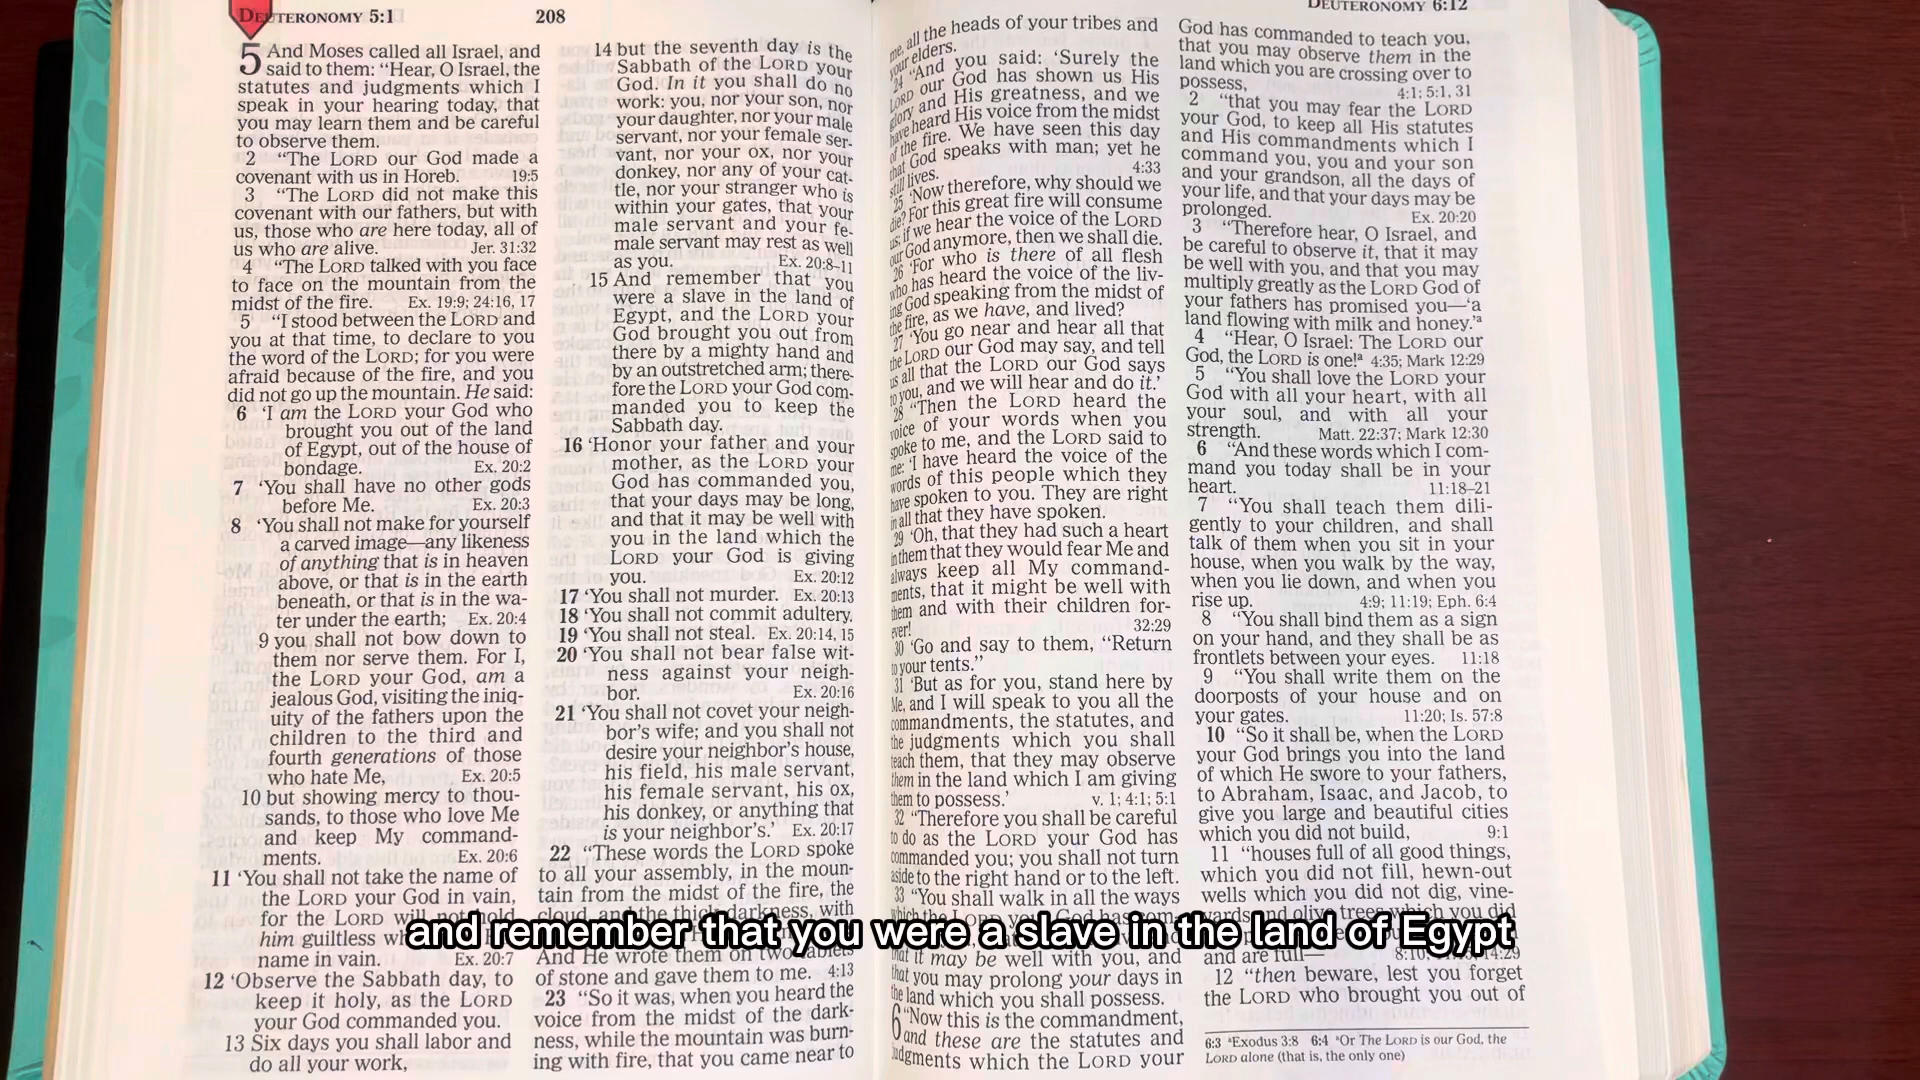 DEUTERONOMY 5:1
208
5 And Moses called all Israel, and
said to them: “Hear, O Israel, the
statutes and judgments which I
speak in your hearing today, that
you may learn them and be careful
to observe them.
2 “The LORD our God made a
covenant with us in Horeb. 19:5
3 “The LORD did not make this
covenant with our fathers, but with
us, those who are here today, all of
us who are alive. Jer. 31:32
4 “The LORD talked with you face
to face on the mountain from the
midst of the fire. Ex. 19:9; 24:16, 17
5 “I stood between the LORD and
you at that time, to declare to you
the word of the LORD; for you were
afraid because of the fire, and you
did not go up the mountain. He said:
6 ‘I am the LORD your God who
brought you out of the land
of Egypt, out of the house of
bondage. Ex. 20:2
7 ‘You shall have no other gods
before Me. Ex. 20:3
8 ‘You shall not make for yourself
a carved image—any likeness
of anything that is in heaven
above, or that is in the earth
beneath, or that is in the wa-
ter under the earth; Ex. 20:4
9 you shall not bow down to
them nor serve them. For I,
the LORD your God, am a
jealous God, visiting the iniq-
uity of the fathers upon the
children to the third and
fourth generations of those
who hate Me, Ex. 20:5
10 but showing mercy to thou-
sands, to those who love Me
and keep My command-
ments. Ex. 20:6
11 ‘You shall not take the name of
the LORD your God in vain,
for the LORD will not hold
him guiltless
name in vain. Ex. 20:7
12 ‘Observe the Sabbath day, to
keep it holy, as the LORD
your God commanded you.
13 Six days you shall labor and
do all your work,
14 but the seventh day is the
Sabbath of the LORD your
God. In it you shall do no
work: you, nor your son, nor
your daughter, nor your male
servant, nor your female ser-
vant, nor your ox, nor your
donkey, nor any of your cat-
tle, nor your stranger who is
within your gates, that your
male servant and your fe-
male servant may rest as well
as you. Ex. 20:8–11
15 And remember that you
were a slave in the land of
Egypt, and the LORD your
God brought you out from
there by a mighty hand and
by an outstretched arm; there-
fore the LORD your God com-
manded you to keep the
Sabbath day.
16 ‘Honor your father and your
mother, as the LORD your
God has commanded you,
that your days may be long,
and that it may be well with
you in the land which the
LORD your God is giving
you. Ex. 20:12
17 ‘You shall not murder. Ex. 20:13
18 ‘You shall not commit adultery.
19 ‘You shall not steal. Ex. 20:14, 15
20 ‘You shall not bear false wit-
ness against your neigh-
bor. Ex. 20:16
21 ‘You shall not covet your neigh-
bor’s wife; and you shall not
desire your neighbor’s house,
his field, his male servant,
his female servant, his ox,
his donkey, or anything that
is your neighbor’s.’ Ex. 20:17
22 “These words the LORD spoke
to all your assembly, in the moun-
tain from the midst of the fire, the
cloud, and the thick darkness, with
And He wrote them on two tablets
of stone and gave them to me. 4:13
23 “So it was, when you heard the
voice from the midst of the dark-
ness, while the mountain was burn-
ing with fire, that you came near to
me, all the heads of your tribes and
your elders.
24 “And you said: ‘Surely the
LORD our God has shown us His
glory and His greatness, and we
have heard His voice from the midst
of the fire. We have seen this day
that God speaks with man; yet he
still lives. 4:33
25 ‘Now therefore, why should we
die? For this great fire will consume
us; if we hear the voice of the LORD
our God anymore, then we shall die.
26 ‘For who is there of all flesh
who has heard the voice of the liv-
ing God speaking from the midst of
the fire, as we have, and lived?
27 ‘You go near and hear all that
the LORD our God may say, and tell
us all that the LORD our God says
to you, and we will hear and do it.’
28 “Then the LORD heard the
voice of your words when you
spoke to me, and the LORD said to
me: ‘I have heard the voice of the
words of this people which they
have spoken to you. They are right
in all that they have spoken.
29 ‘Oh, that they had such a heart
in them that they would fear Me and
always keep all My command-
ments, that it might be well with
them and with their children for-
ever! 32:29
30 ‘Go and say to them, “Return
to your tents.”
31 ‘But as for you, stand here by
Me, and I will speak to you all the
commandments, the statutes, and
the judgments which you shall
teach them, that they may observe
them in the land which I am giving
them to possess.’ v. 1; 4:1; 5:1
32 “Therefore you shall be careful
to do as the LORD your God has
commanded you; you shall not turn
aside to the right hand or to the left.
33 “You shall walk in all the ways
which the LORD your God has com-
that it may be well with you, and
that you may prolong your days in
the land which you shall possess.
6 “Now this is the commandment,
and these are the statutes and
judgments which the LORD your
DEUTERONOMY 6:12
God has commanded to teach you,
that you may observe them in the
land which you are crossing over to
possess, 4:1; 5:1, 31
2 “that you may fear the LORD
your God, to keep all His statutes
and His commandments which I
command you, you and your son
and your grandson, all the days of
your life, and that your days may be
prolonged. Ex. 20:20
3 “Therefore hear, O Israel, and
be careful to observe it, that it may
be well with you, and that you may
multiply greatly as the LORD God of
your fathers has promised you—‘a
land flowing with milk and honey.’a
4 “Hear, O Israel: The LORD our
God, the LORD is one!a 4:35; Mark 12:29
5 “You shall love the LORD your
God with all your heart, with all
your soul, and with all your
strength. Matt. 22:37; Mark 12:30
6 “And these words which I com-
mand you today shall be in your
heart. 11:18–21
7 “You shall teach them dili-
gently to your children, and shall
talk of them when you sit in your
house, when you walk by the way,
when you lie down, and when you
rise up. 4:9; 11:19; Eph. 6:4
8 “You shall bind them as a sign
on your hand, and they shall be as
frontlets between your eyes. 11:18
9 “You shall write them on the
doorposts of your house and on
your gates. 11:20; Is. 57:8
10 “So it shall be, when the LORD
your God brings you into the land
of which He swore to your fathers,
to Abraham, Isaac, and Jacob, to
give you large and beautiful cities
which you did not build, 9:1
11 “houses full of all good things,
which you did not fill, hewn-out
wells which you did not dig, vine-
yards and olive trees which you did
and are full—
12 “then beware, lest you forget
the LORD who brought you out of
6:3 aExodus 3:8 6:4 aOr The LORD is our God, the
LORD alone (that is, the only one)
and remember that you were a slave in the land of Egypt